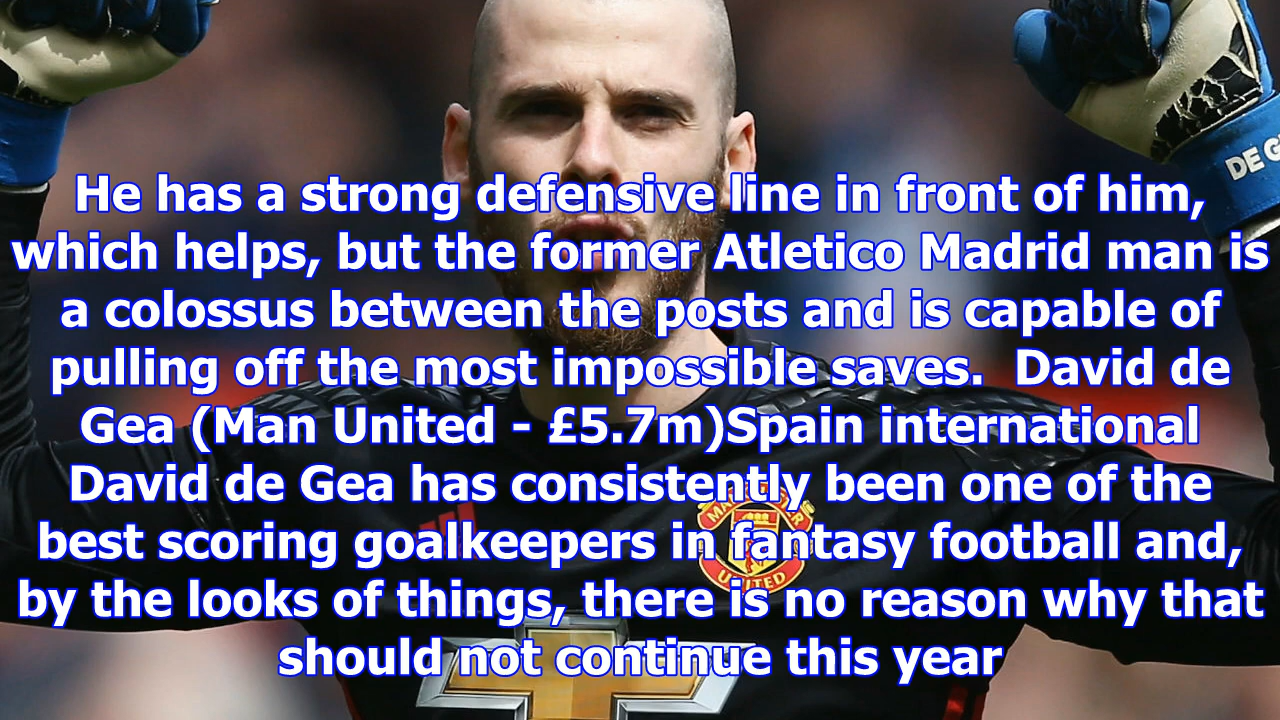 DE G
He has a strong defensive line in front of him,
which helps, but the former Atletico Madrid man is
a colossus between the posts and is capable of
pulling off the most impossible saves.  David de
Gea (Man United - £5.7m)Spain international
David de Gea has consistently been one of the
best scoring goalkeepers in fantasy football and,
by the looks of things, there is no reason why that
should not continue this year
UNITED